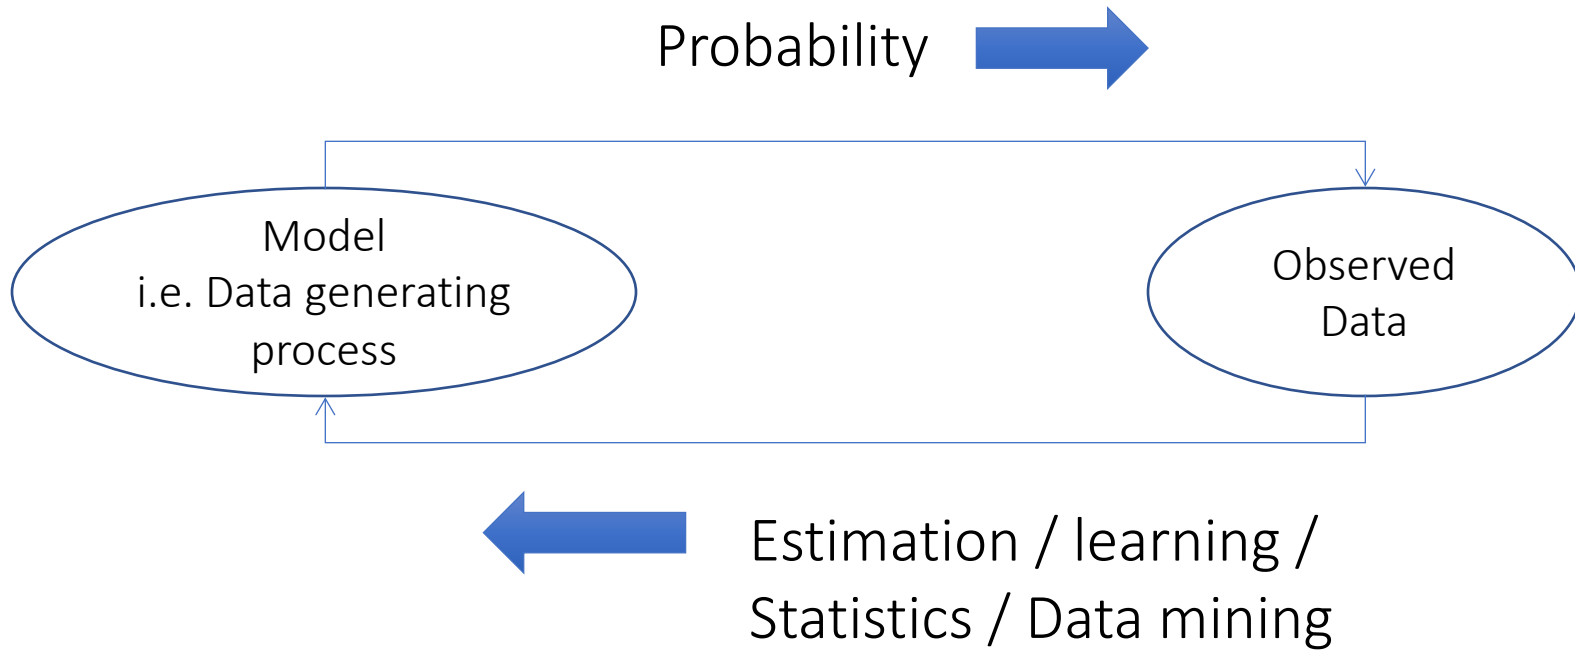 Probability
Model
i.e. Data generating
process
Observed
Data
Estimation / learning /
Statistics / Data mining